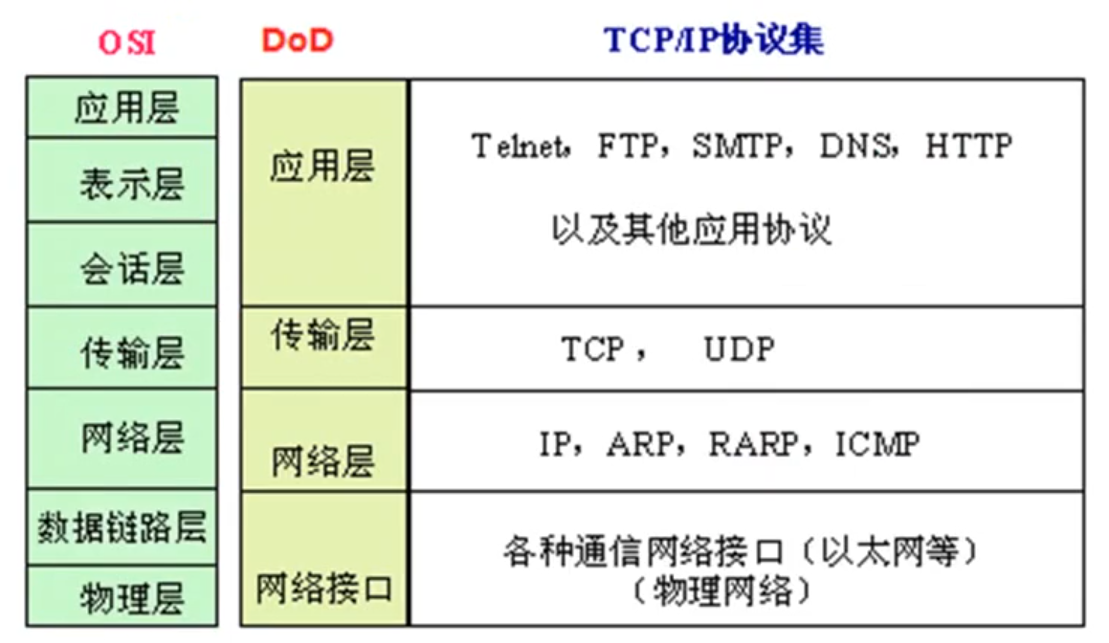 OSI DoD TCP/IP协议集
应用层
表示层
会话层
传输层
网络层
数据链路层
物理层
应用层
传输层
网络层
网络接口
Telnet，FTP，SMTP，DNS，HTTP
以及其他应用协议
TCP， UDP
IP，ARP，RARP，ICMP
各种通信网络接口（以太网等）
（物理网络）